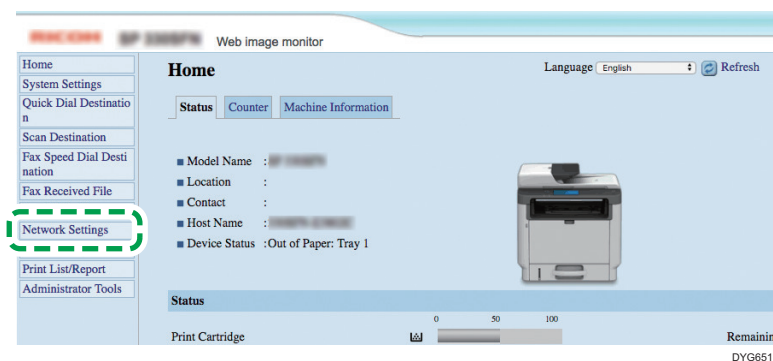 Web image monitor
Home
System Settings
Quick Dial Destinatio
n
Scan Destination
Fax Speed Dial Desti
nation
Fax Received File
Network Settings
Print List/Report
Administrator Tools
Home
Language English Refresh
Status Counter Machine Information
Model Name :
Location :
Contact :
Host Name :
Device Status :Out of Paper: Tray 1
Status
0 50 100
Print Cartridge Remainin
DYG651